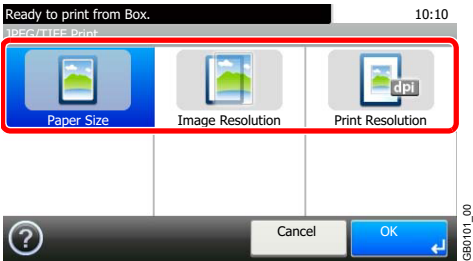 Ready to print from Box. 10:10
JPEG/TIFF Print
Paper Size Image Resolution Print Resolution
dpi
? Cancel OK
GB0101_00